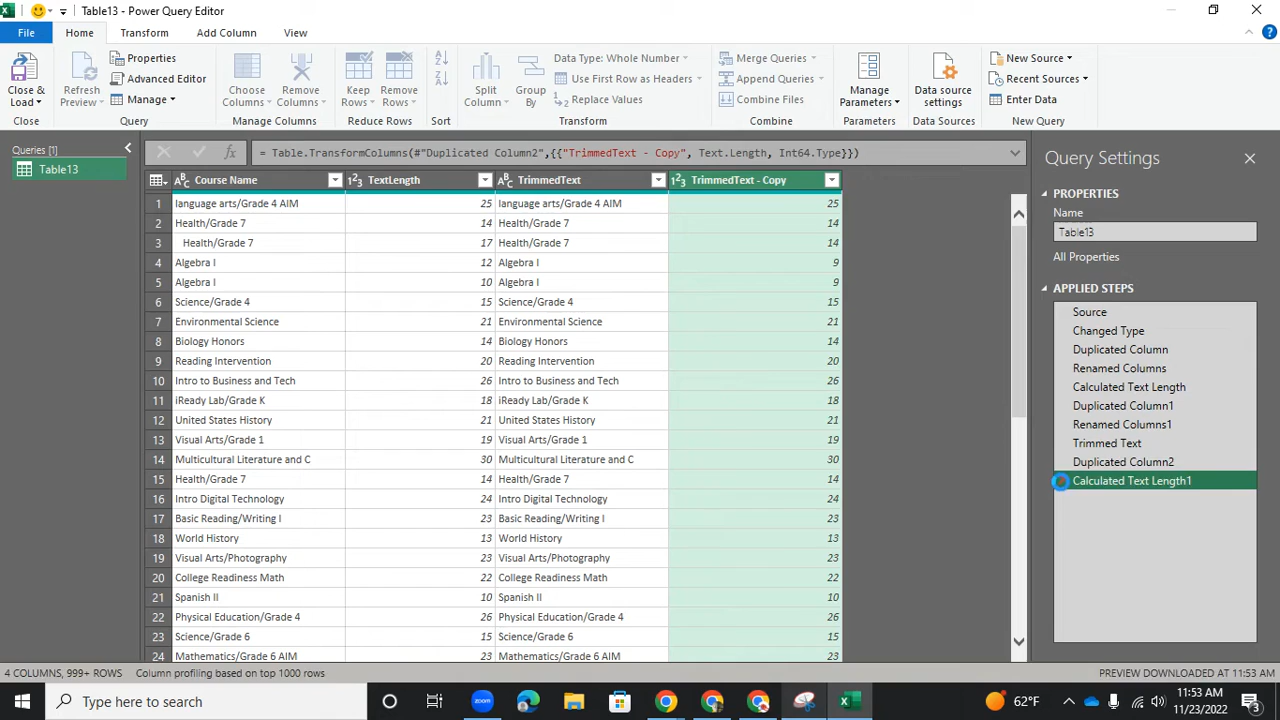 Table13 - Power Query Editor
File Home Transform Add Column View
Close & Load
Refresh Preview
Properties
Advanced Editor
Manage
Choose Columns
Remove Columns
Keep Rows
Remove Rows
Split Column
Group By
Data Type: Whole Number
Use First Row as Headers
Replace Values
Merge Queries
Append Queries
Combine Files
Manage Parameters
Data source settings
New Source
Recent Sources
Enter Data
Close Query Manage Columns Reduce Rows Sort Transform Combine Parameters Data Sources New Query
Queries [1]
Table13
= Table.TransformColumns(#"Duplicated Column2",{{"TrimmedText - Copy", Text.Length, Int64.Type}})
Course Name TextLength TrimmedText TrimmedText - Copy
1 language arts/Grade 4 AIM 25 language arts/Grade 4 AIM 25
2 Health/Grade 7 14 Health/Grade 7 14
3 Health/Grade 7 17 Health/Grade 7 14
4 Algebra I 12 Algebra I 9
5 Algebra I 10 Algebra I 9
6 Science/Grade 4 15 Science/Grade 4 15
7 Environmental Science 21 Environmental Science 21
8 Biology Honors 14 Biology Honors 14
9 Reading Intervention 20 Reading Intervention 20
10 Intro to Business and Tech 26 Intro to Business and Tech 26
11 iReady Lab/Grade K 18 iReady Lab/Grade K 18
12 United States History 21 United States History 21
13 Visual Arts/Grade 1 19 Visual Arts/Grade 1 19
14 Multicultural Literature and C 30 Multicultural Literature and C 30
15 Health/Grade 7 14 Health/Grade 7 14
16 Intro Digital Technology 24 Intro Digital Technology 24
17 Basic Reading/Writing I 23 Basic Reading/Writing I 23
18 World History 13 World History 13
19 Visual Arts/Photography 23 Visual Arts/Photography 23
20 College Readiness Math 22 College Readiness Math 22
21 Spanish II 10 Spanish II 10
22 Physical Education/Grade 4 26 Physical Education/Grade 4 26
23 Science/Grade 6 15 Science/Grade 6 15
24 Mathematics/Grade 6 AIM 23 Mathematics/Grade 6 AIM 23
Query Settings
PROPERTIES
Name
Table13
All Properties
APPLIED STEPS
Source
Changed Type
Duplicated Column
Renamed Columns
Calculated Text Length
Duplicated Column1
Renamed Columns1
Trimmed Text
Duplicated Column2
Calculated Text Length1
4 COLUMNS, 999+ ROWS Column profiling based on top 1000 rows PREVIEW DOWNLOADED AT 11:53 AM
Type here to search
zoom
62°F
11:53 AM
11/23/2022
3